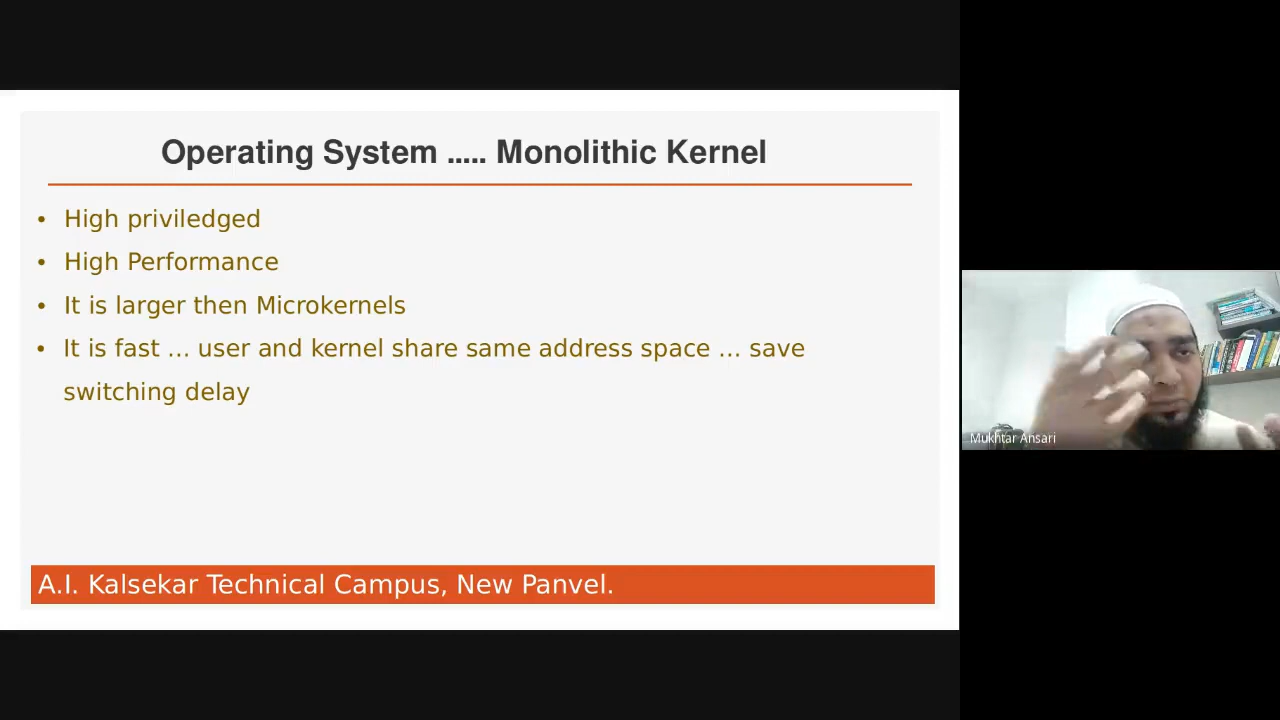 Operating System ..... Monolithic Kernel
• High priviledged
• High Performance
• It is larger then Microkernels
• It is fast ... user and kernel share same address space ... save
switching delay
A.I. Kalsekar Technical Campus, New Panvel.
Mukhtar Ansari